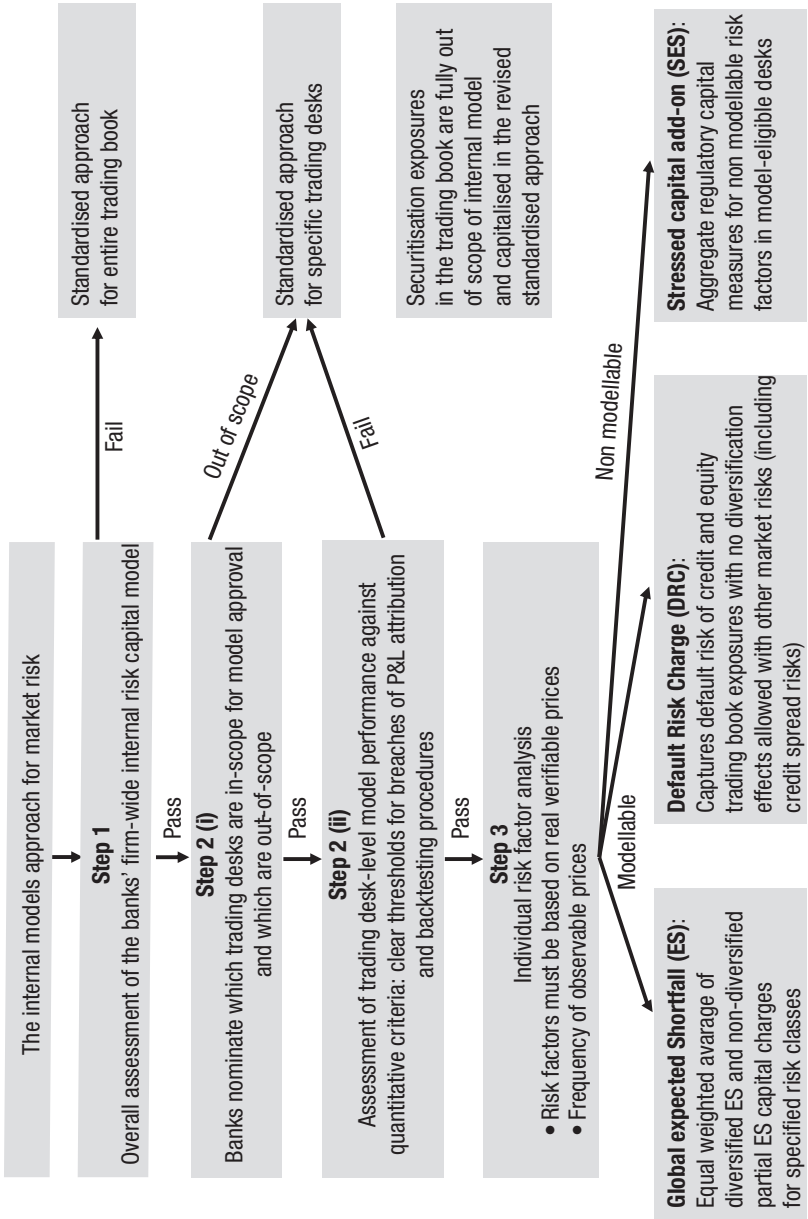 The internal models approach for market risk
Step 1
Overall assessment of the banks’ firm-wide internal risk capital model
Fail
Standardised approach
for entire trading book
Pass
Step 2 (i)
Banks nominate which trading desks are in-scope for model approval
and which are out-of-scope
Out of scope
Standardised approach
for specific trading desks
Pass
Step 2 (ii)
Assessment of trading desk-level model performance against
quantitative criteria: clear thresholds for breaches of P&L attribution
and backtesting procedures
Fail
Securitisation exposures
in the trading book are fully out
of scope of internal model
and capitalised in the revised
standardised approach
Pass
Step 3
Individual risk factor analysis
• Risk factors must be based on real verifiable prices
• Frequency of observable prices
Modellable
Non modellable
Global expected Shortfall (ES):
Equal weighted avarage of
diversified ES and non-diversified
partial ES capital charges
for specified risk classes
Default Risk Charge (DRC):
Captures default risk of credit and equity
trading book exposures with no diversification
effects allowed with other market risks (including
credit spread risks)
Stressed capital add-on (SES):
Aggregate regulatory capital
measures for non modellable risk
factors in model-eligible desks